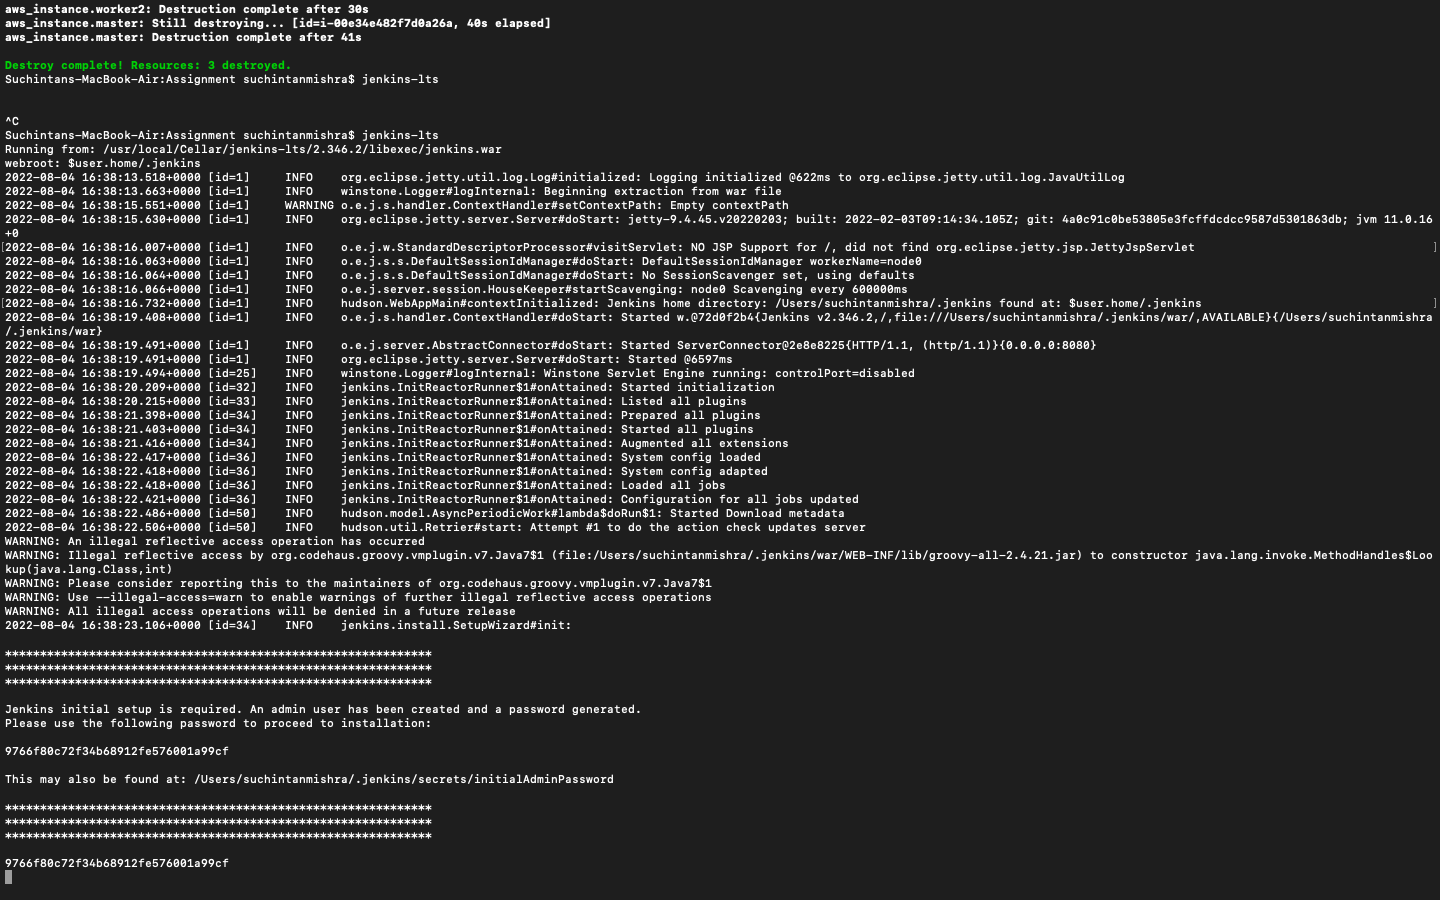 aws_instance.worker2: Destruction complete after 30s
aws_instance.master: Still destroying... [id=i-00e34e482f7d0a26a, 40s elapsed]
aws_instance.master: Destruction complete after 41s
Destroy complete! Resources: 3 destroyed.
Suchintans-MacBook-Air:Assignment suchintanmishra$ jenkins-lts
^C
Suchintans-MacBook-Air:Assignment suchintanmishra$ jenkins-lts
Running from: /usr/local/Cellar/jenkins-lts/2.346.2/libexec/jenkins.war
webroot: $user.home/.jenkins
2022-08-04 16:38:13.518+0000 [id=1] INFO org.eclipse.jetty.util.log.Log#initialized: Logging initialized @622ms to org.eclipse.jetty.util.log.JavaUtilLog
2022-08-04 16:38:13.663+0000 [id=1] INFO winstone.Logger#logInternal: Beginning extraction from war file
2022-08-04 16:38:15.551+0000 [id=1] WARNING o.e.j.s.handler.ContextHandler#setContextPath: Empty contextPath
2022-08-04 16:38:15.630+0000 [id=1] INFO org.eclipse.jetty.server.Server#doStart: jetty-9.4.45.v20220203; built: 2022-02-03T09:14:34.105Z; git: 4a0c91c0be53805e3fcffdcdcc9587d5301863db; jvm 11.0.16
+0
[2022-08-04 16:38:16.007+0000 [id=1] INFO o.e.j.w.StandardDescriptorProcessor#visitServlet: NO JSP Support for /, did not find org.eclipse.jetty.jsp.JettyJspServlet ]
2022-08-04 16:38:16.063+0000 [id=1] INFO o.e.j.s.s.DefaultSessionIdManager#doStart: DefaultSessionIdManager workerName=node0
2022-08-04 16:38:16.064+0000 [id=1] INFO o.e.j.s.s.DefaultSessionIdManager#doStart: No SessionScavenger set, using defaults
2022-08-04 16:38:16.066+0000 [id=1] INFO o.e.j.server.session.HouseKeeper#startScavenging: node0 Scavenging every 600000ms
[2022-08-04 16:38:16.732+0000 [id=1] INFO hudson.WebAppMain#contextInitialized: Jenkins home directory: /Users/suchintanmishra/.jenkins found at: $user.home/.jenkins ]
2022-08-04 16:38:19.408+0000 [id=1] INFO o.e.j.s.handler.ContextHandler#doStart: Started w.@72d0f2b4{Jenkins v2.346.2,/,file:///Users/suchintanmishra/.jenkins/war/,AVAILABLE}{/Users/suchintanmishra
/.jenkins/war}
2022-08-04 16:38:19.491+0000 [id=1] INFO o.e.j.server.AbstractConnector#doStart: Started ServerConnector@2e8e8225{HTTP/1.1, (http/1.1)}{0.0.0.0:8080}
2022-08-04 16:38:19.491+0000 [id=1] INFO org.eclipse.jetty.server.Server#doStart: Started @6597ms
2022-08-04 16:38:19.494+0000 [id=25] INFO winstone.Logger#logInternal: Winstone Servlet Engine running: controlPort=disabled
2022-08-04 16:38:20.209+0000 [id=32] INFO jenkins.InitReactorRunner$1#onAttained: Started initialization
2022-08-04 16:38:20.215+0000 [id=33] INFO jenkins.InitReactorRunner$1#onAttained: Listed all plugins
2022-08-04 16:38:21.398+0000 [id=34] INFO jenkins.InitReactorRunner$1#onAttained: Prepared all plugins
2022-08-04 16:38:21.403+0000 [id=34] INFO jenkins.InitReactorRunner$1#onAttained: Started all plugins
2022-08-04 16:38:21.416+0000 [id=34] INFO jenkins.InitReactorRunner$1#onAttained: Augmented all extensions
2022-08-04 16:38:22.417+0000 [id=36] INFO jenkins.InitReactorRunner$1#onAttained: System config loaded
2022-08-04 16:38:22.418+0000 [id=36] INFO jenkins.InitReactorRunner$1#onAttained: System config adapted
2022-08-04 16:38:22.418+0000 [id=36] INFO jenkins.InitReactorRunner$1#onAttained: Loaded all jobs
2022-08-04 16:38:22.421+0000 [id=36] INFO jenkins.InitReactorRunner$1#onAttained: Configuration for all jobs updated
2022-08-04 16:38:22.486+0000 [id=50] INFO hudson.model.AsyncPeriodicWork#lambda$doRun$1: Started Download metadata
2022-08-04 16:38:22.506+0000 [id=50] INFO hudson.util.Retrier#start: Attempt #1 to do the action check updates server
WARNING: An illegal reflective access operation has occurred
WARNING: Illegal reflective access by org.codehaus.groovy.vmplugin.v7.Java7$1 (file:/Users/suchintanmishra/.jenkins/war/WEB-INF/lib/groovy-all-2.4.21.jar) to constructor java.lang.invoke.MethodHandles$Loo
kup(java.lang.Class,int)
WARNING: Please consider reporting this to the maintainers of org.codehaus.groovy.vmplugin.v7.Java7$1
WARNING: Use --illegal-access=warn to enable warnings of further illegal reflective access operations
WARNING: All illegal access operations will be denied in a future release
2022-08-04 16:38:23.106+0000 [id=34] INFO jenkins.install.SetupWizard#init:
*************************************************************
*************************************************************
*************************************************************
Jenkins initial setup is required. An admin user has been created and a password generated.
Please use the following password to proceed to installation:
9766f80c72f34b68912fe576001a99cf
This may also be found at: /Users/suchintanmishra/.jenkins/secrets/initialAdminPassword
*************************************************************
*************************************************************
*************************************************************
9766f80c72f34b68912fe576001a99cf